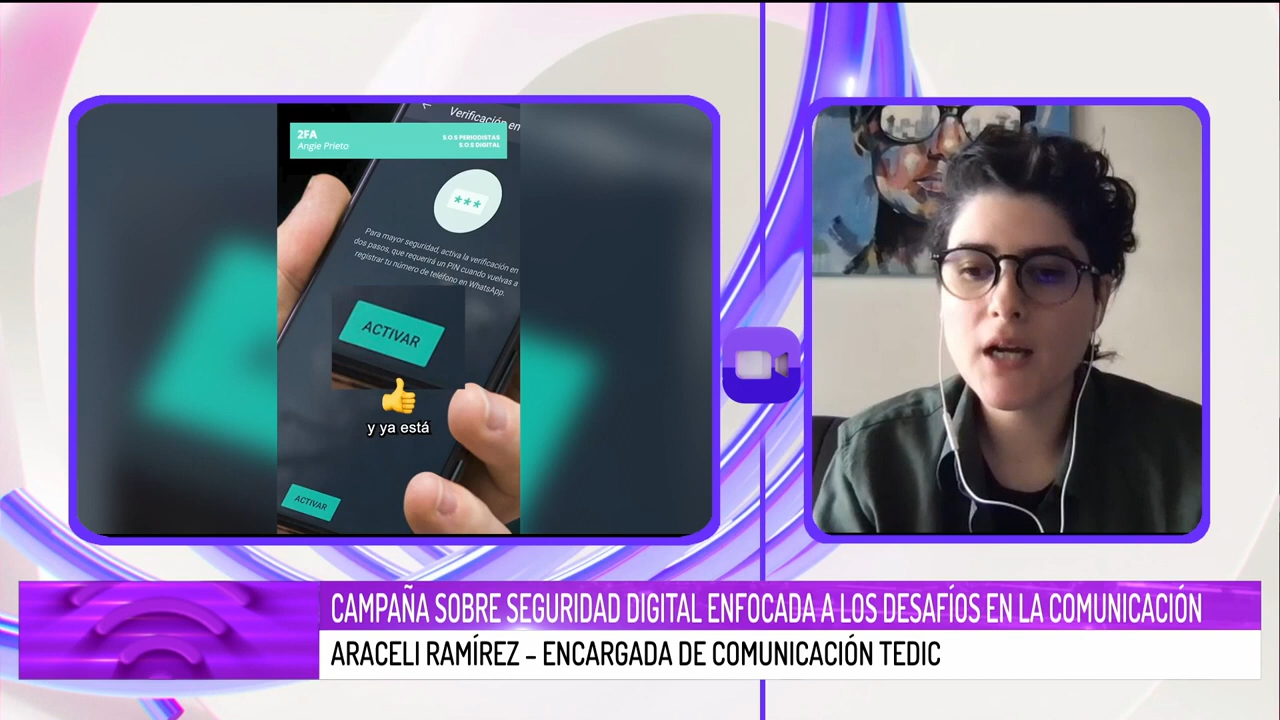 Verificación en
2FA
Angie Prieto
S.O.S PERIODISTAS
S.O.S DIGITAL
***
Para mayor seguridad, activa la verificación en
dos pasos, que requerirá un PIN cuando vuelvas a
registrar tu número de teléfono en WhatsApp.
ACTIVAR
y ya está
ACTIVAR
CAMPAÑA SOBRE SEGURIDAD DIGITAL ENFOCADA A LOS DESAFÍOS EN LA COMUNICACIÓN
ARACELI RAMÍREZ – ENCARGADA DE COMUNICACIÓN TEDIC